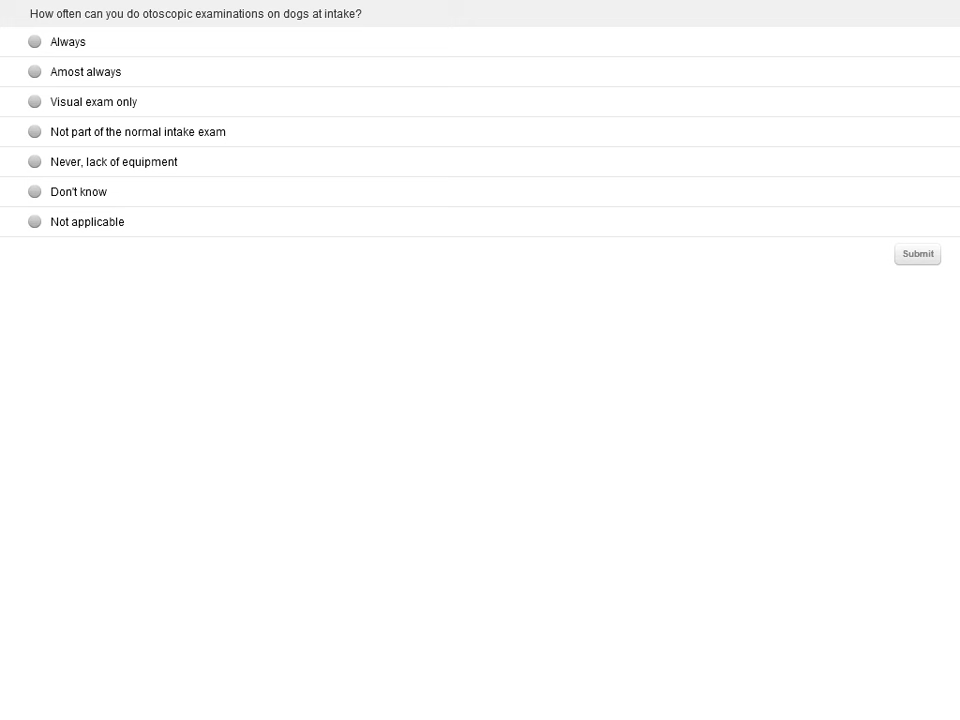 How often can you do otoscopic examinations on dogs at intake?
Always
Amost always
Visual exam only
Not part of the normal intake exam
Never, lack of equipment
Don't know
Not applicable
Submit